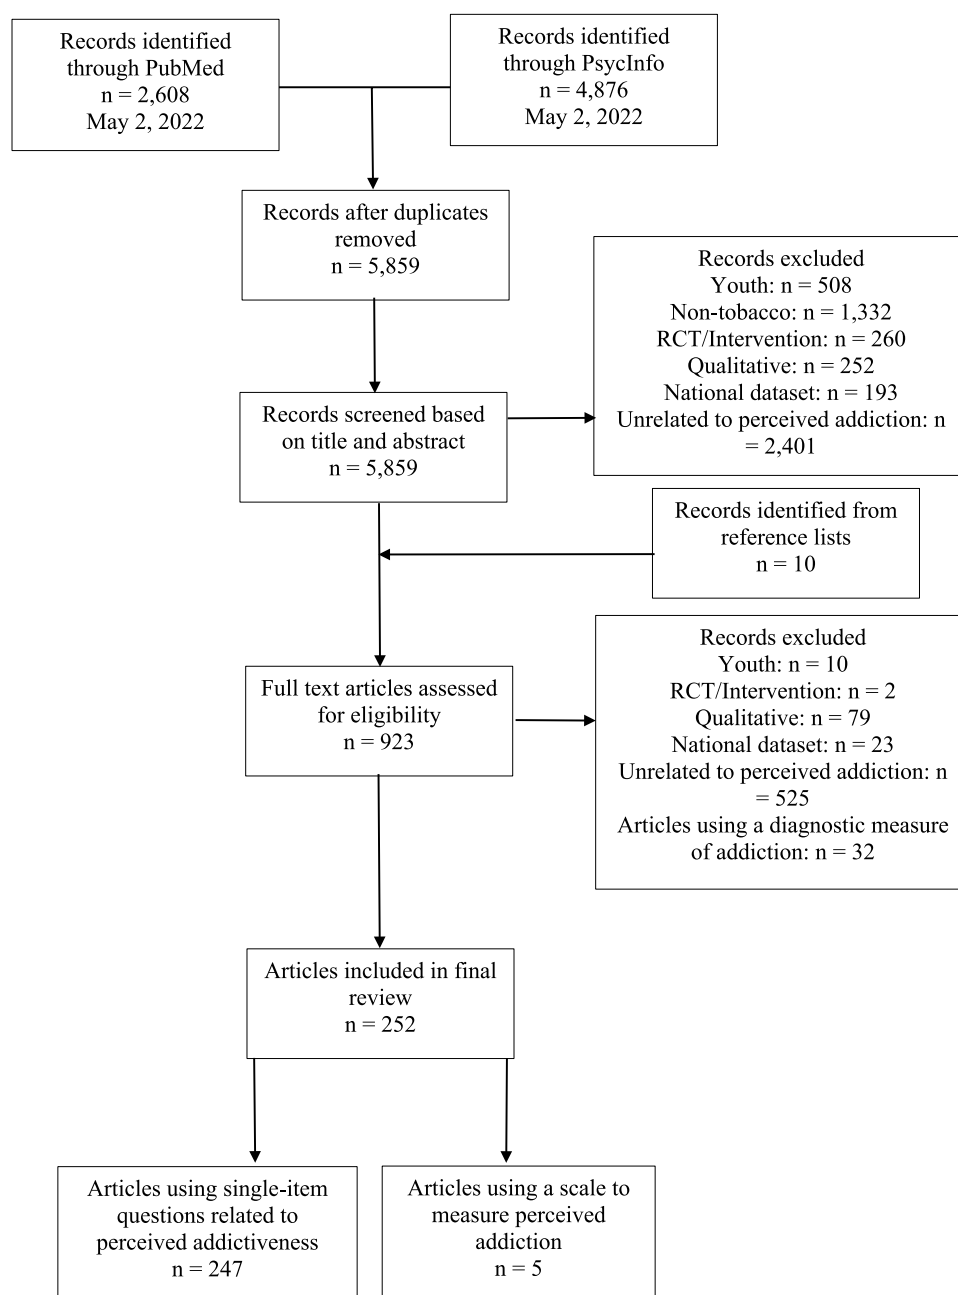 Records identified
through PubMed
n = 2,608
May 2, 2022
Records identified
through PsycInfo
n = 4,876
May 2, 2022
Records after duplicates
removed
n = 5,859
Records excluded
Youth: n = 508
Non-tobacco: n = 1,332
RCT/Intervention: n = 260
Qualitative: n = 252
National dataset: n = 193
Unrelated to perceived addiction: n
= 2,401
Records screened based
on title and abstract
n = 5,859
Records identified from
reference lists
n = 10
Records excluded
Youth: n = 10
RCT/Intervention: n = 2
Qualitative: n = 79
National dataset: n = 23
Unrelated to perceived addiction: n
= 525
Articles using a diagnostic measure
of addiction: n = 32
Full text articles assessed
for eligibility
n = 923
Articles included in final
review
n = 252
Articles using single-item
questions related to
perceived addictiveness
n = 247
Articles using a scale to
measure perceived
addiction
n = 5